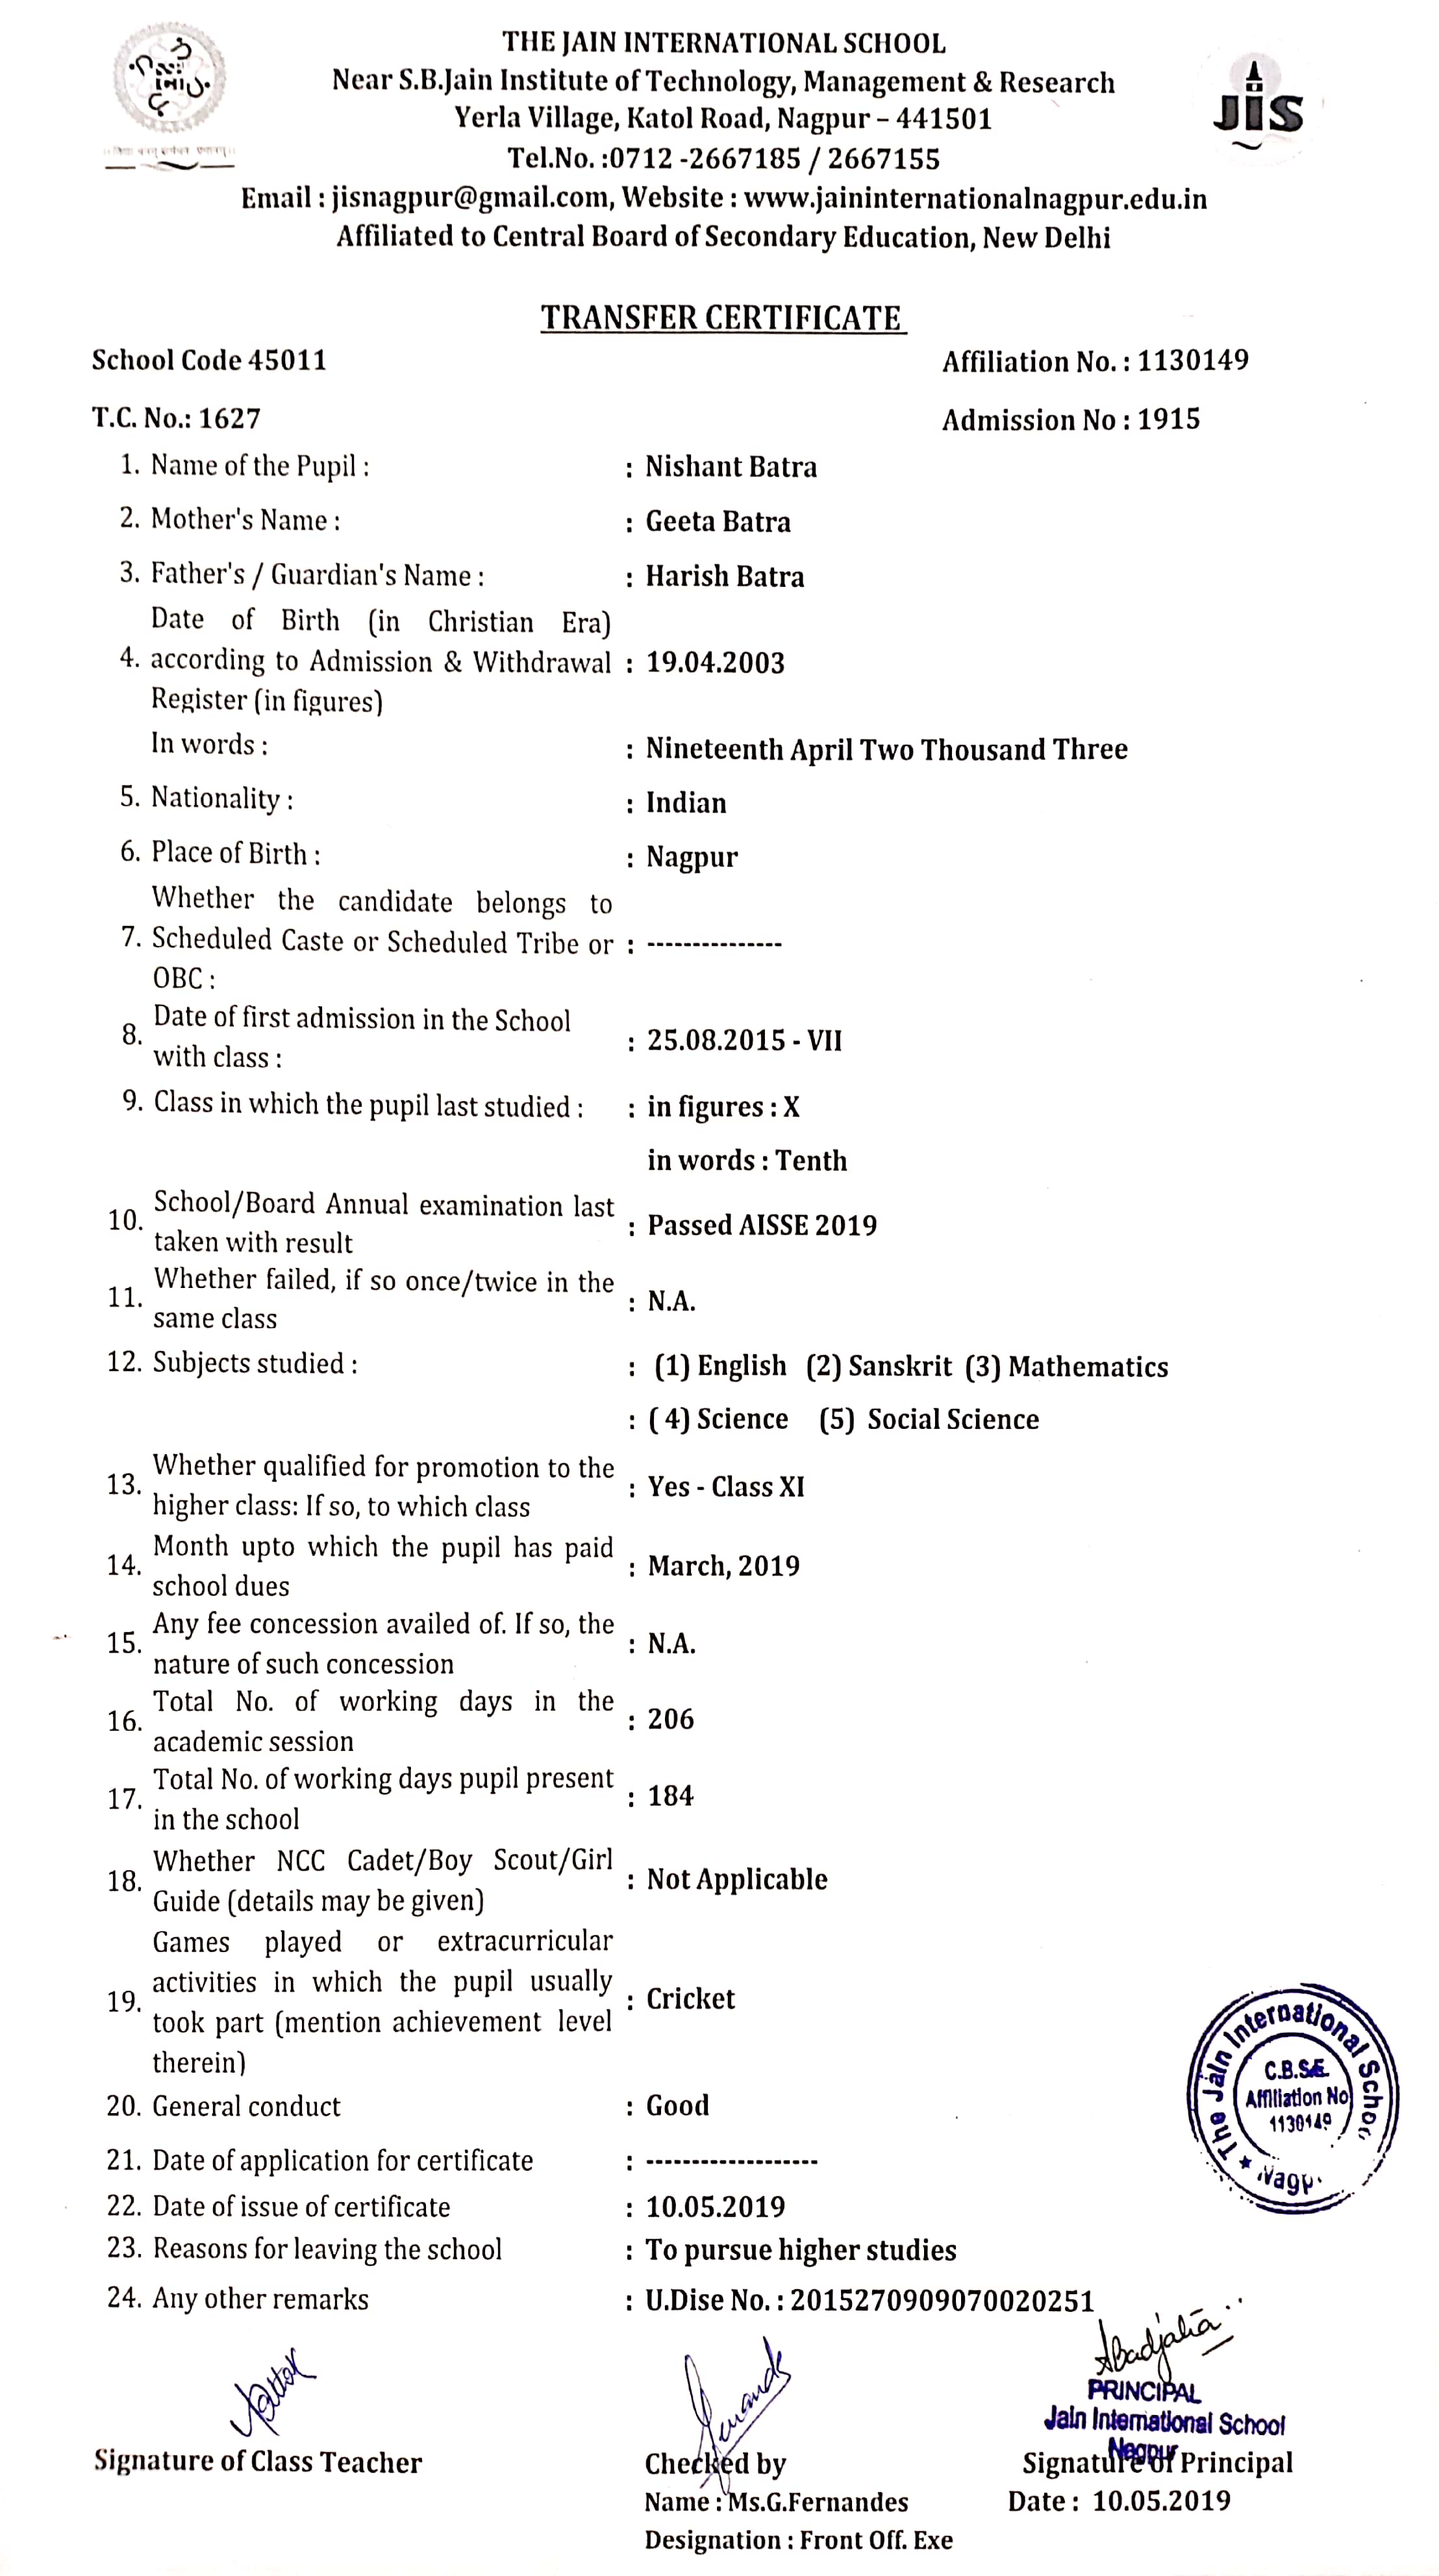 THE JAIN INTERNATIONAL SCHOOL
Near S.B.Jain Institute of Technology, Management & Research
Yerla Village, Katol Road, Nagpur – 441501
Tel.No. :0712 -2667185 / 2667155
Email : jisnagpur@gmail.com, Website : www.jaininternationalnagpur.edu.in
Affiliated to Central Board of Secondary Education, New Delhi
JIS
TRANSFER CERTIFICATE
School Code 45011 Affiliation No. : 1130149
T.C. No.: 1627 Admission No : 1915
1. Name of the Pupil : : Nishant Batra
2. Mother's Name : : Geeta Batra
3. Father's / Guardian's Name : : Harish Batra
Date of Birth (in Christian Era)
4. according to Admission & Withdrawal : 19.04.2003
Register (in figures)
In words : : Nineteenth April Two Thousand Three
5. Nationality : : Indian
6. Place of Birth : : Nagpur
Whether the candidate belongs to
7. Scheduled Caste or Scheduled Tribe or : ---------------
OBC :
8. Date of first admission in the School
with class : : 25.08.2015 - VII
9. Class in which the pupil last studied : : in figures : X
in words : Tenth
10. School/Board Annual examination last
taken with result : Passed AISSE 2019
11. Whether failed, if so once/twice in the
same class : N.A.
12. Subjects studied : : (1) English (2) Sanskrit (3) Mathematics
: ( 4) Science (5) Social Science
13. Whether qualified for promotion to the
higher class: If so, to which class : Yes - Class XI
14. Month upto which the pupil has paid
school dues : March, 2019
15. Any fee concession availed of. If so, the
nature of such concession : N.A.
16. Total No. of working days in the
academic session : 206
17. Total No. of working days pupil present
in the school : 184
18. Whether NCC Cadet/Boy Scout/Girl
Guide (details may be given) : Not Applicable
Games played or extracurricular
activities in which the pupil usually
19. took part (mention achievement level : Cricket
therein)
The Jain International School
C.B.S.E.
Affiliation No
1130149
20. General conduct : Good
21. Date of application for certificate : -------------------
22. Date of issue of certificate : 10.05.2019
23. Reasons for leaving the school : To pursue higher studies
24. Any other remarks : U.Dise No. : 2015270909070020251
PRINCIPAL
Jain International School
Nagpur
Signature of Class Teacher Checked by Signature of Principal
Name : Ms.G.Fernandes Date : 10.05.2019
Designation : Front Off. Exe